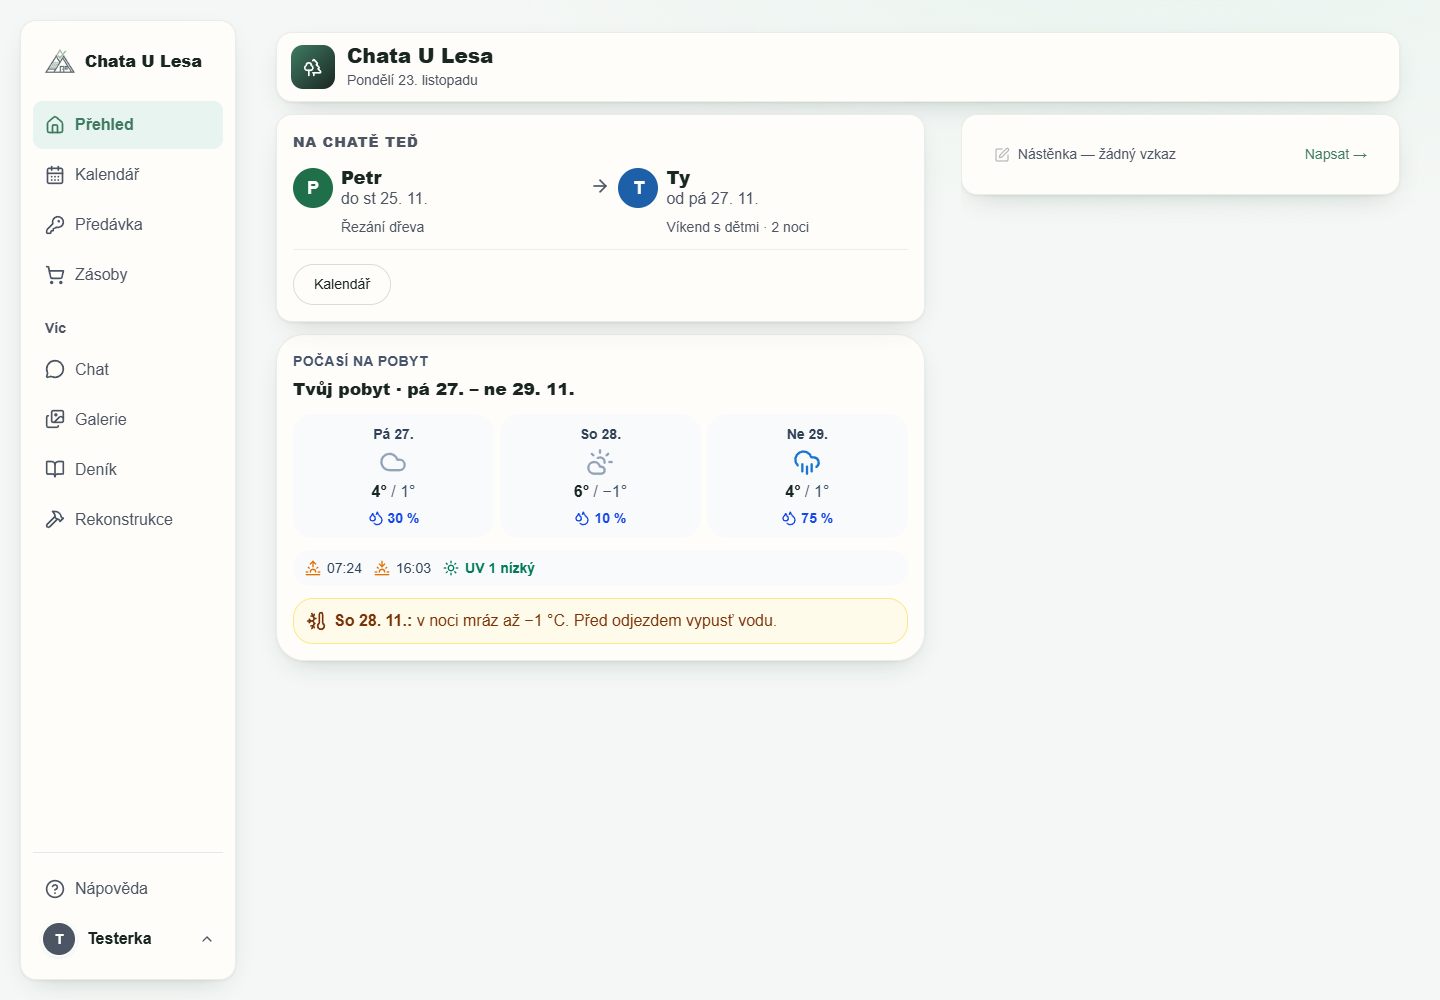 Chata U Lesa
Přehled
Kalendář
Předávka
Zásoby
Víc
Chat
Galerie
Deník
Rekonstrukce
Nápověda
T
Testerka
Chata U Lesa
Pondělí 23. listopadu
NA CHATĚ TEĎ
P
Petr
do st 25. 11.
Řezání dřeva
→
T
Ty
od pá 27. 11.
Víkend s dětmi · 2 noci
Kalendář
POČASÍ NA POBYT
Tvůj pobyt · pá 27. – ne 29. 11.
Pá 27.
4° / 1°
30 %
So 28.
6° / −1°
10 %
Ne 29.
4° / 1°
75 %
07:24 16:03 UV 1 nízký
So 28. 11.: v noci mráz až −1 °C. Před odjezdem vypusť vodu.
Nástěnka — žádný vzkaz
Napsat →